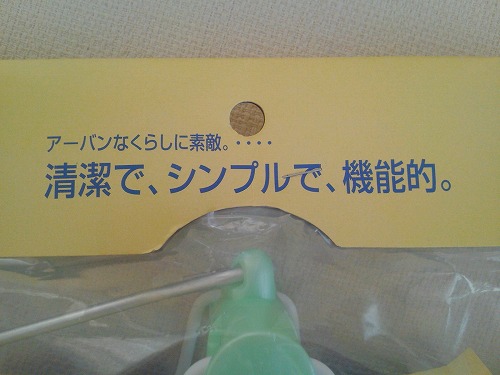 アーバンなくらしに素敵。・・・・
清潔で、シンプルで、機能的。